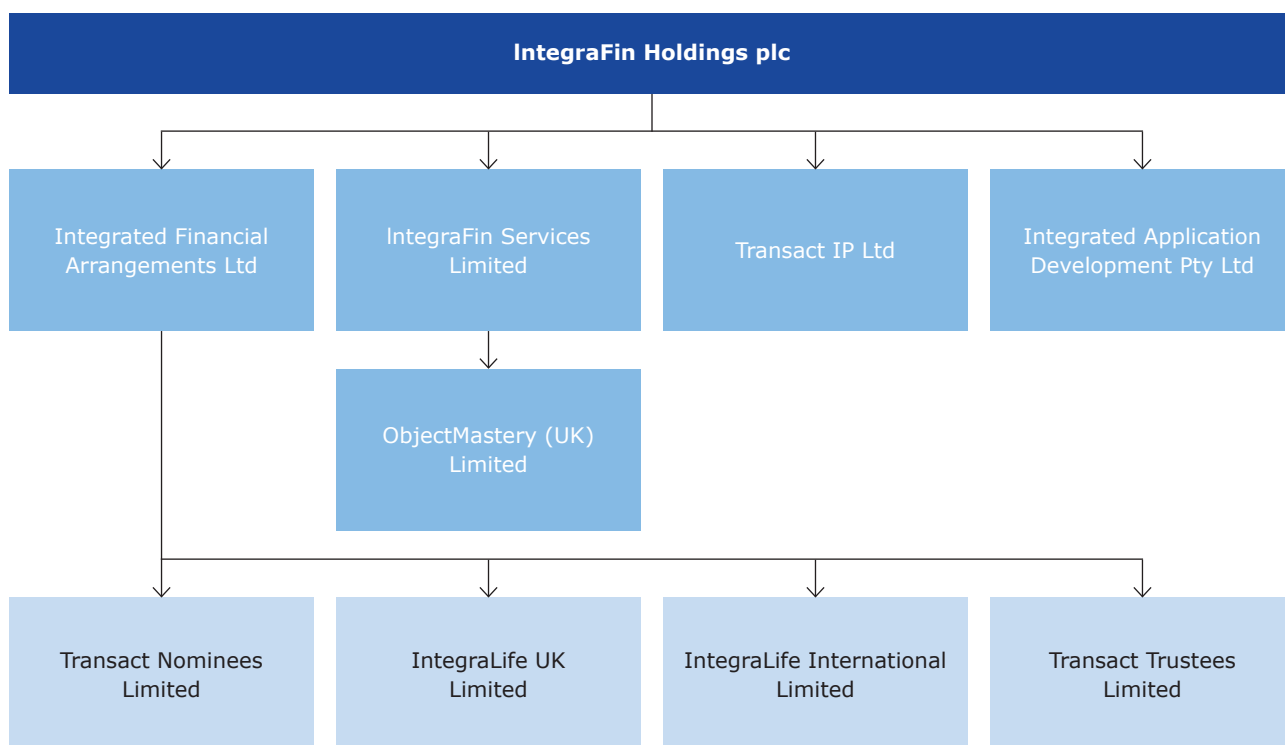 IntegraFin Holdings plc
Integrated Financial
Arrangements Ltd
IntegraFin Services
Limited
Transact IP Ltd
Integrated Application
Development Pty Ltd
ObjectMastery (UK)
Limited
Transact Nominees
Limited
IntegraLife UK
Limited
IntegraLife International
Limited
Transact Trustees
Limited